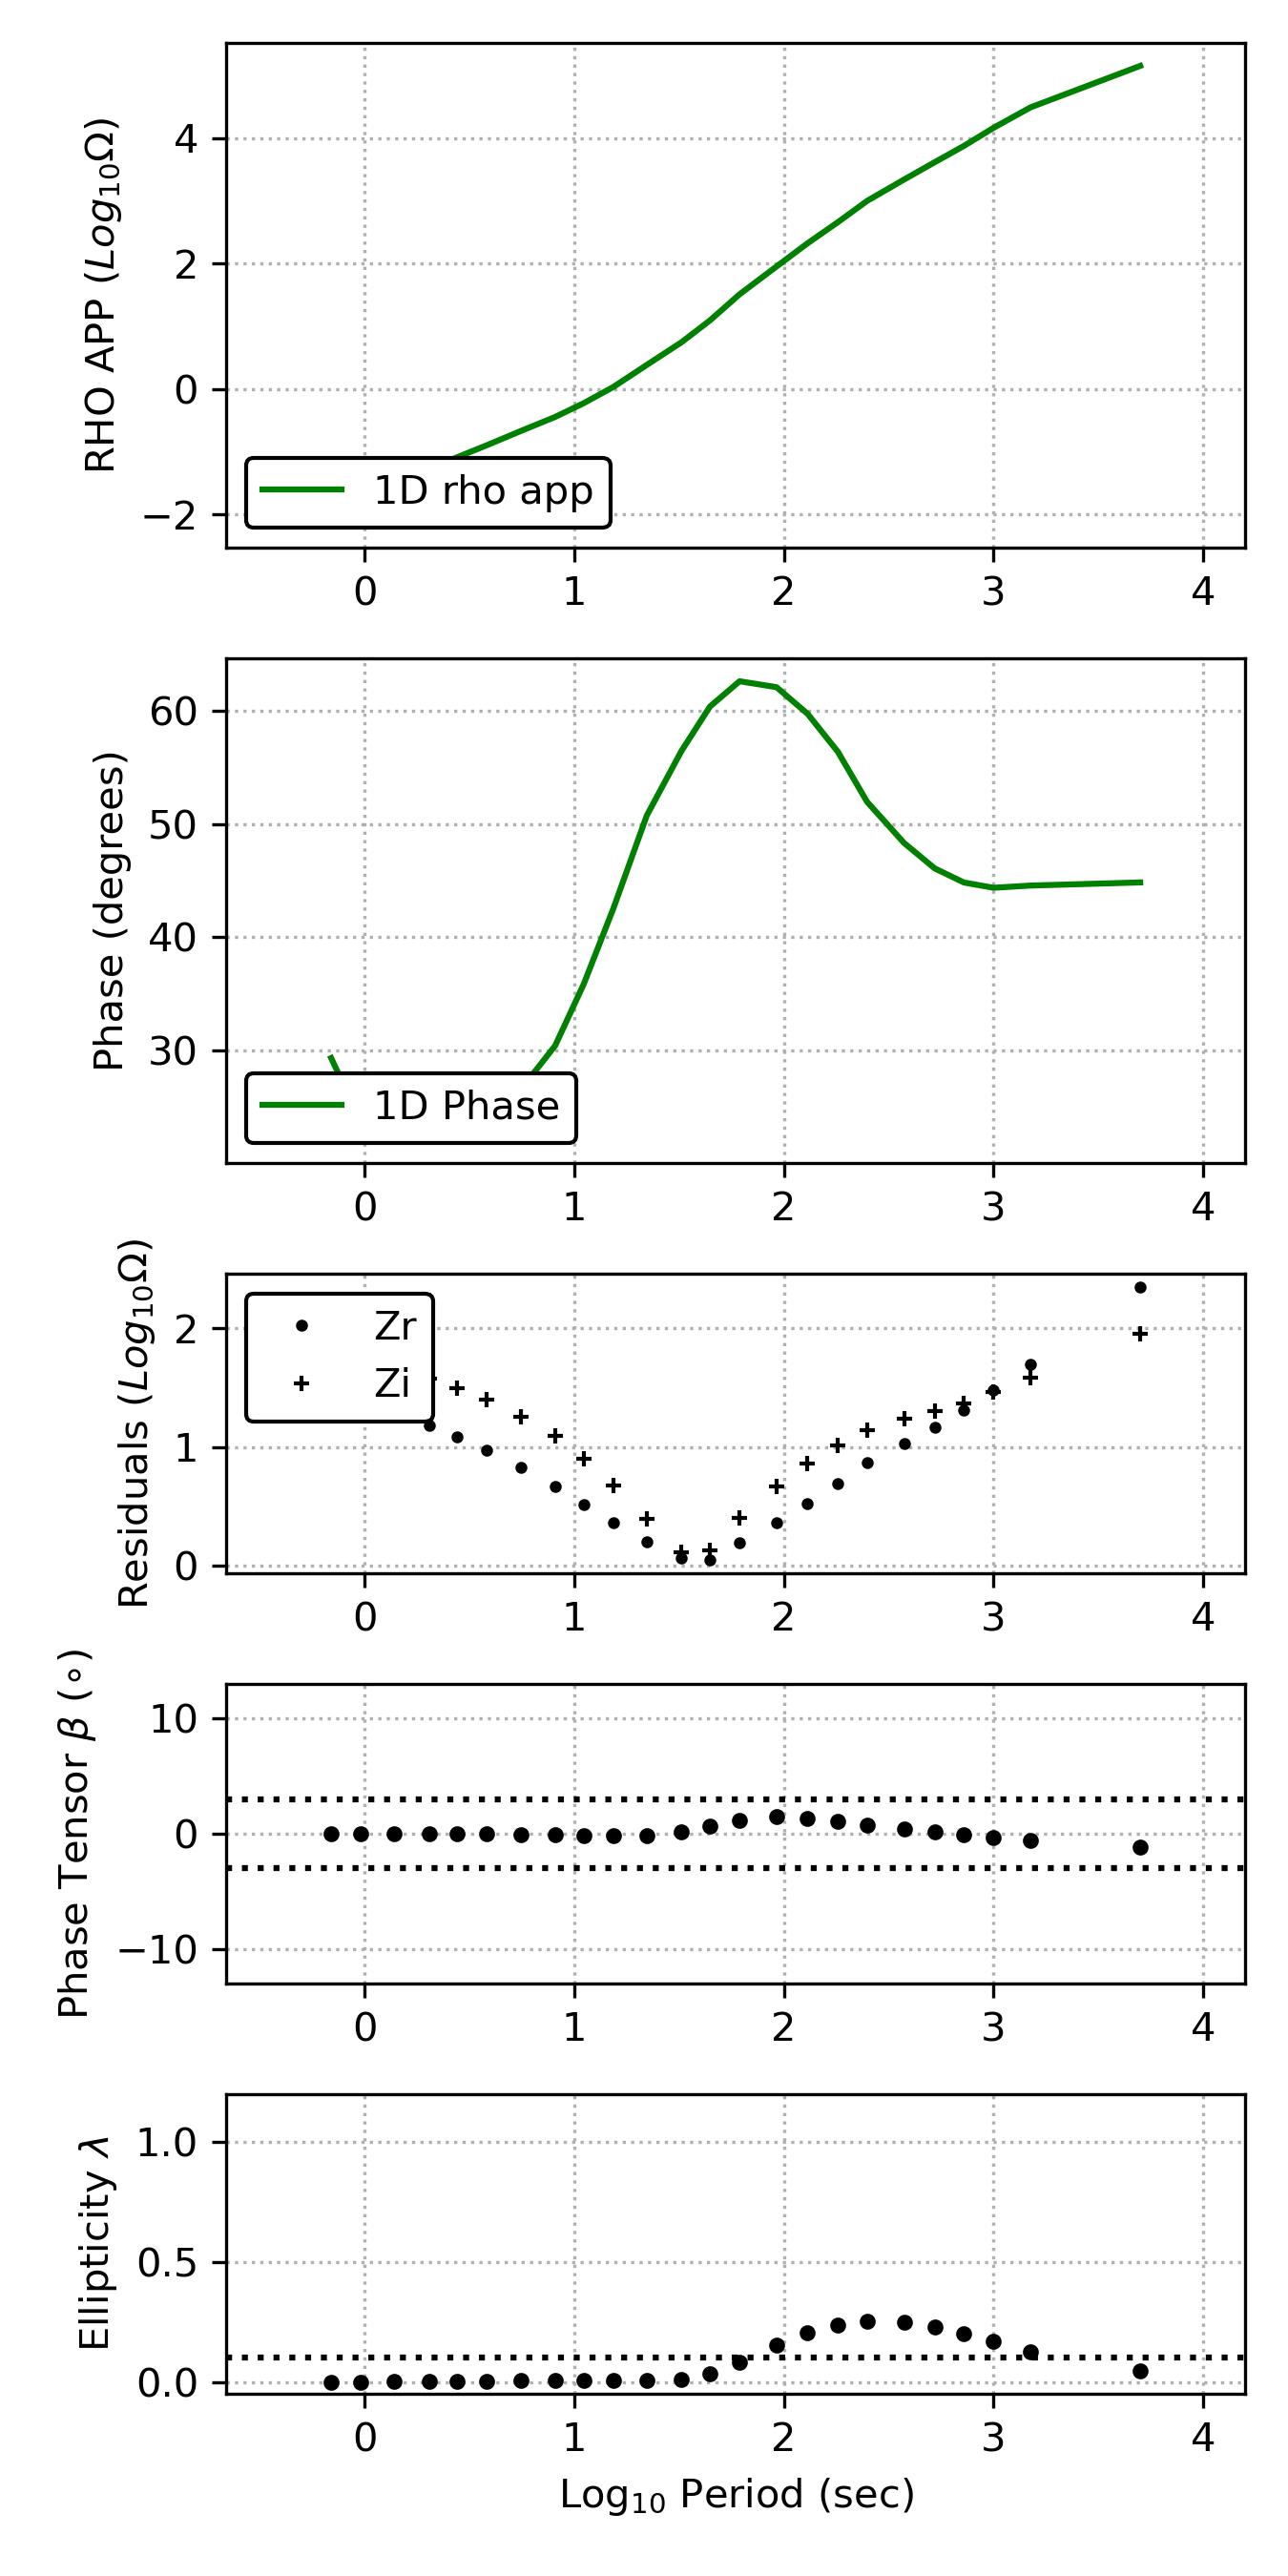 RHO APP (Log₁₀Ω)
4
2
0
−2
1D rho app
0 1 2 3 4
Phase (degrees)
60
50
40
30
1D Phase
0 1 2 3 4
Residuals (Log₁₀Ω)
2
1
0
Zr
Zi
0 1 2 3 4
Phase Tensor β (∘)
10
0
−10
0 1 2 3 4
Ellipticity λ
1.0
0.5
0.0
0 1 2 3 4
Log₁₀ Period (sec)